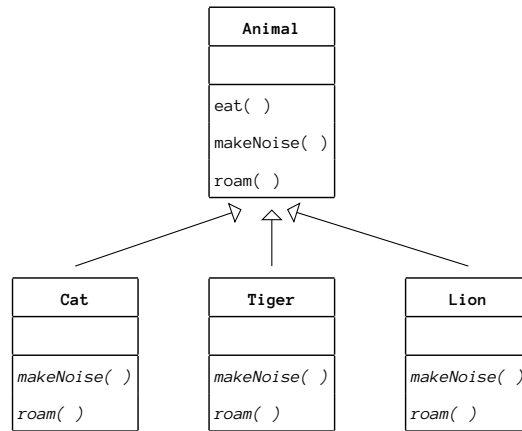 Animal
eat( )
makeNoise( )
roam( )
Cat
makeNoise( )
roam( )
Tiger
makeNoise( )
roam( )
Lion
makeNoise( )
roam( )